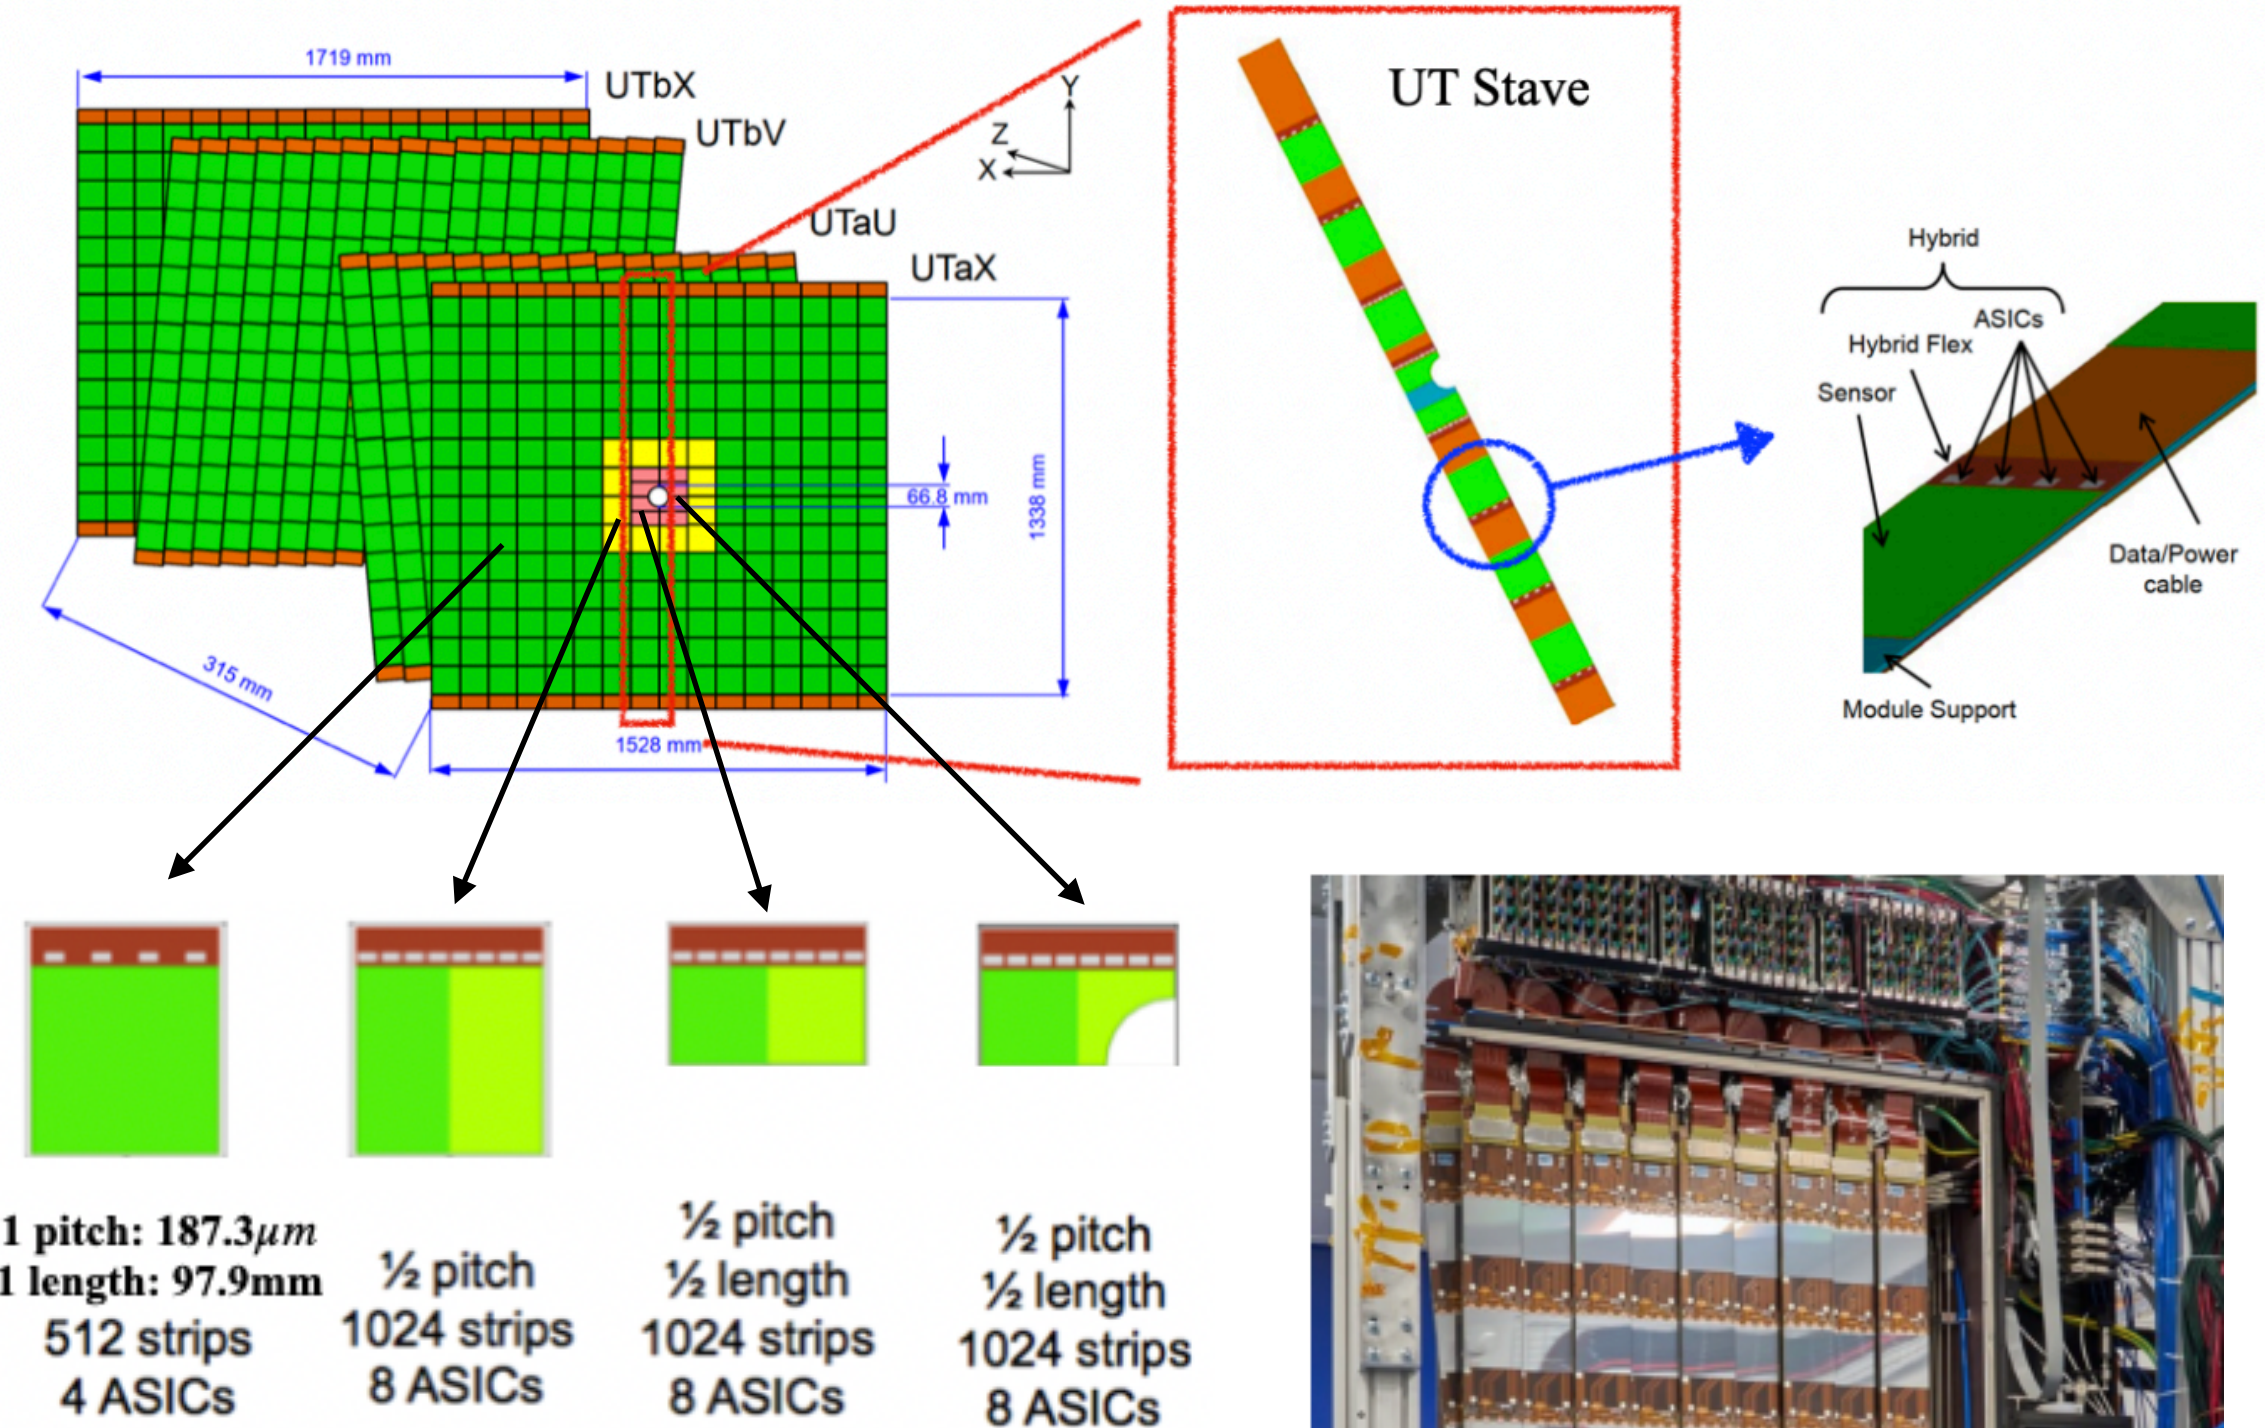 1719 mm
UTbX
UTbV
UTaU
UTaX
Y
Z
X
66.8 mm
1338 mm
315 mm
1528 mm
UT Stave
Hybrid
ASICs
Hybrid Flex
Sensor
Data/Power
cable
Module Support
1 pitch: 187.3μm
1 length: 97.9mm
512 strips
4 ASICs
½ pitch
1024 strips
8 ASICs
½ pitch
½ length
1024 strips
8 ASICs
½ pitch
½ length
1024 strips
8 ASICs